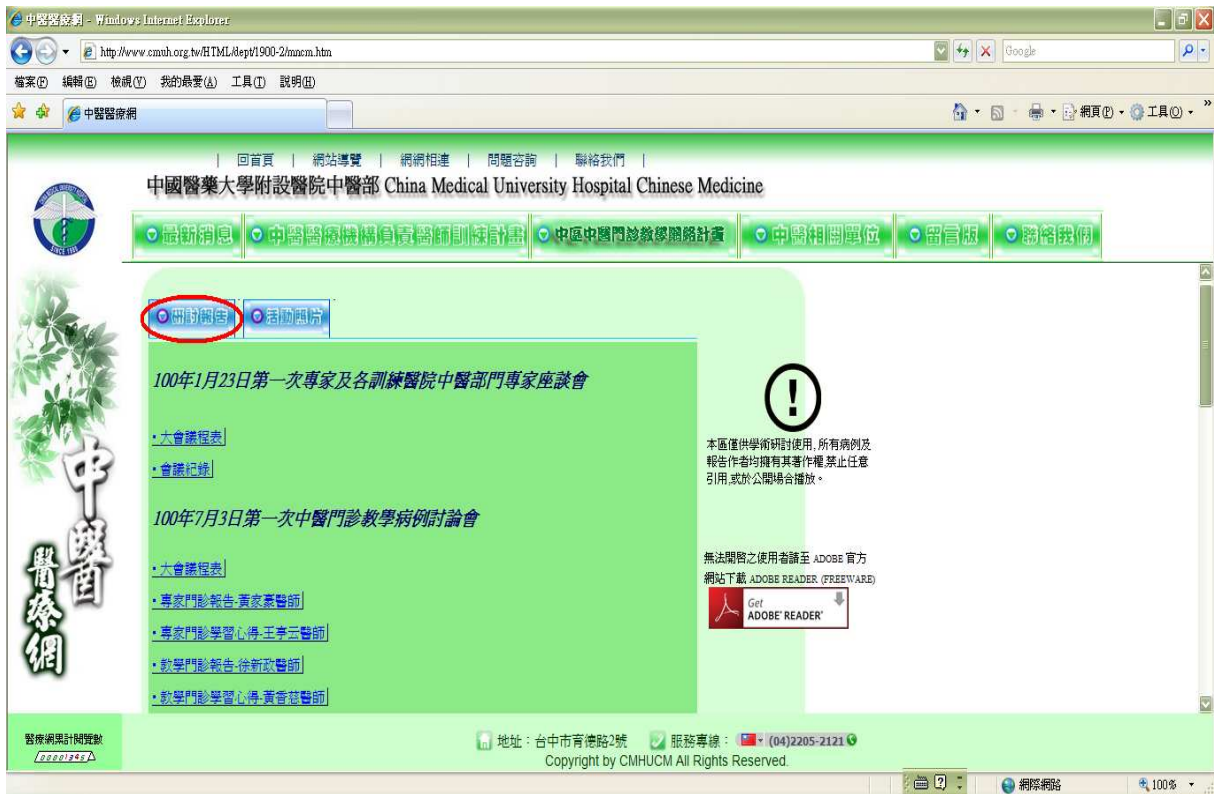 中醫醫療網 - Windows Internet Explorer
http://www.cmuh.org.tw/HTML/dept/1900-2/mncm.htm
Google
檔案(F) 編輯(E) 檢視(V) 我的最愛(A) 工具(T) 說明(H)
中醫醫療網
網頁(P) 工具(O)
| 回首頁 | 網站導覽 | 網網相連 | 問題咨詢 | 聯絡我們 |
中國醫藥大學附設醫院中醫部 China Medical University Hospital Chinese Medicine
最新消息 中醫醫療機構負責醫師訓練計畫 中區中醫門診教學閞絡計畫 中醫相關單位 留言版 聯絡我們
研討報告 活動照片
100年1月23日第一次專家及各訓練醫院中醫部門專家座談會
・大會議程表
・會議紀錄
100年7月3日第一次中醫門診教學病例討論會
・大會議程表
・專家門診報告-黃家豪醫師
・專家門診學習心得-王亭云醫師
・教學門診報告-徐新政醫師
・教學門診學習心得-黃香慈醫師
本區僅供學術研討使用,所有病例及
報告作者均擁有其著作權,禁止任意
引用,或於公開場合播放。
無法開啓之使用者請至 ADOBE 官方
網站下載 ADOBE READER (FREEWARE)
Get
ADOBE® READER®
中醫
醫療網
醫療網累計閱覽數
00001345
地址：台中市育德路2號 服務專線： (04)2205-2121
Copyright by CMHUCM All Rights Reserved.
網際網路 100%